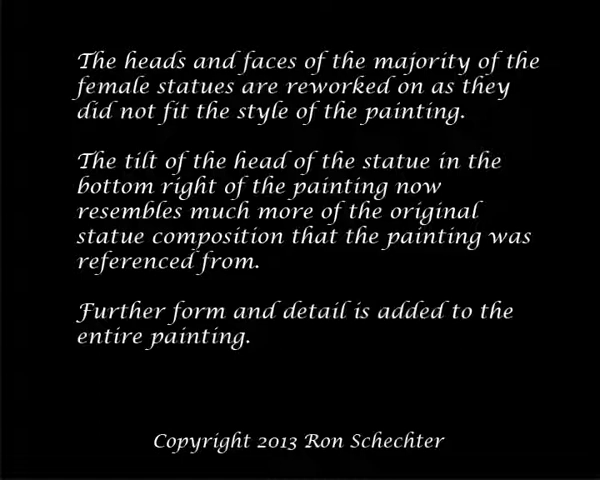 The heads and faces of the majority of the
female statues are reworked on as they
did not fit the style of the painting.
The tilt of the head of the statue in the
bottom right of the painting now
resembles much more of the original
statue composition that the painting was
referenced from.
Further form and detail is added to the
entire painting.
Copyright 2013 Ron Schechter